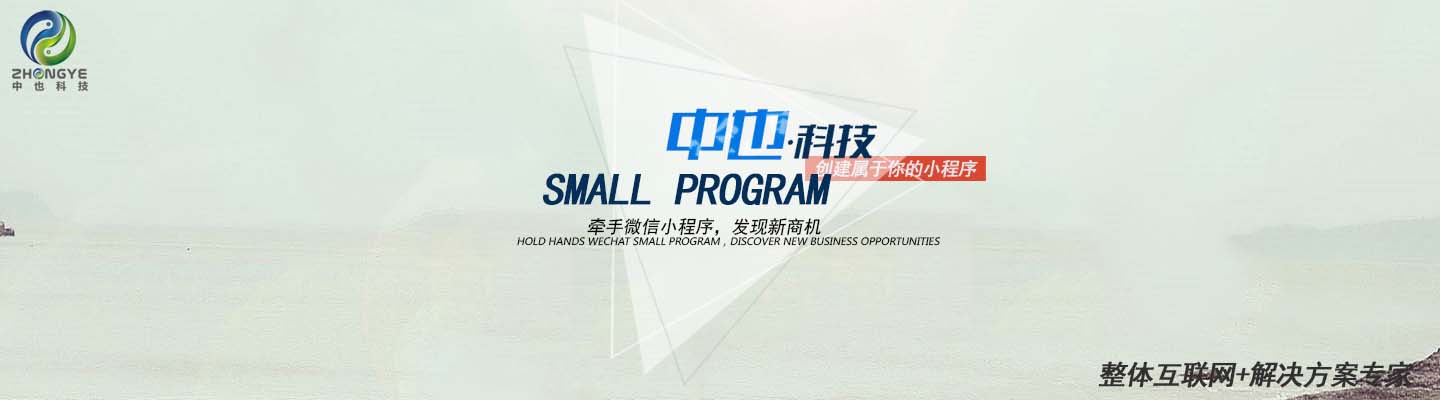 ZHONGYE
中也科技
中也·科技
创建属于你的小程序
SMALL PROGRAM
牵手微信小程序，发现新商机
HOLD HANDS WECHAT SMALL PROGRAM , DISCOVER NEW BUSINESS OPPORTUNITIES
整体互联网+解决方案专家